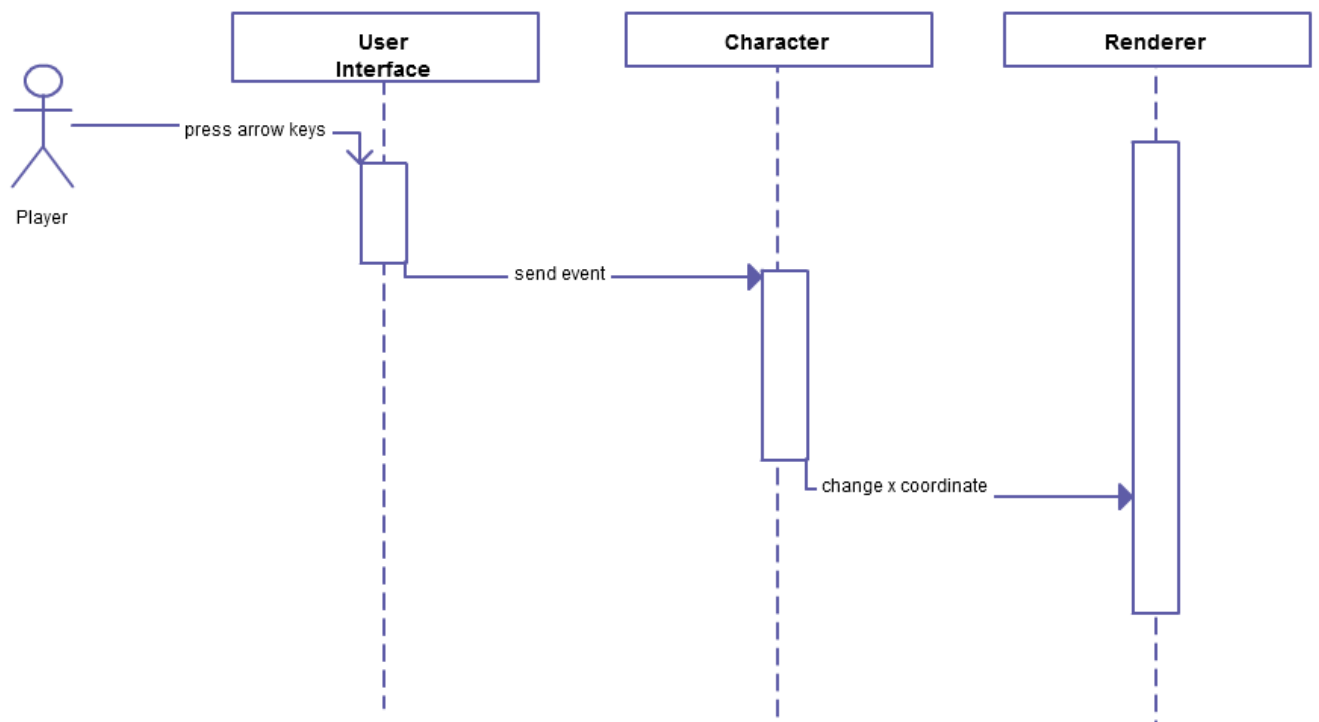 User
Interface
Character
Renderer
press arrow keys
Player
send event
change x coordinate